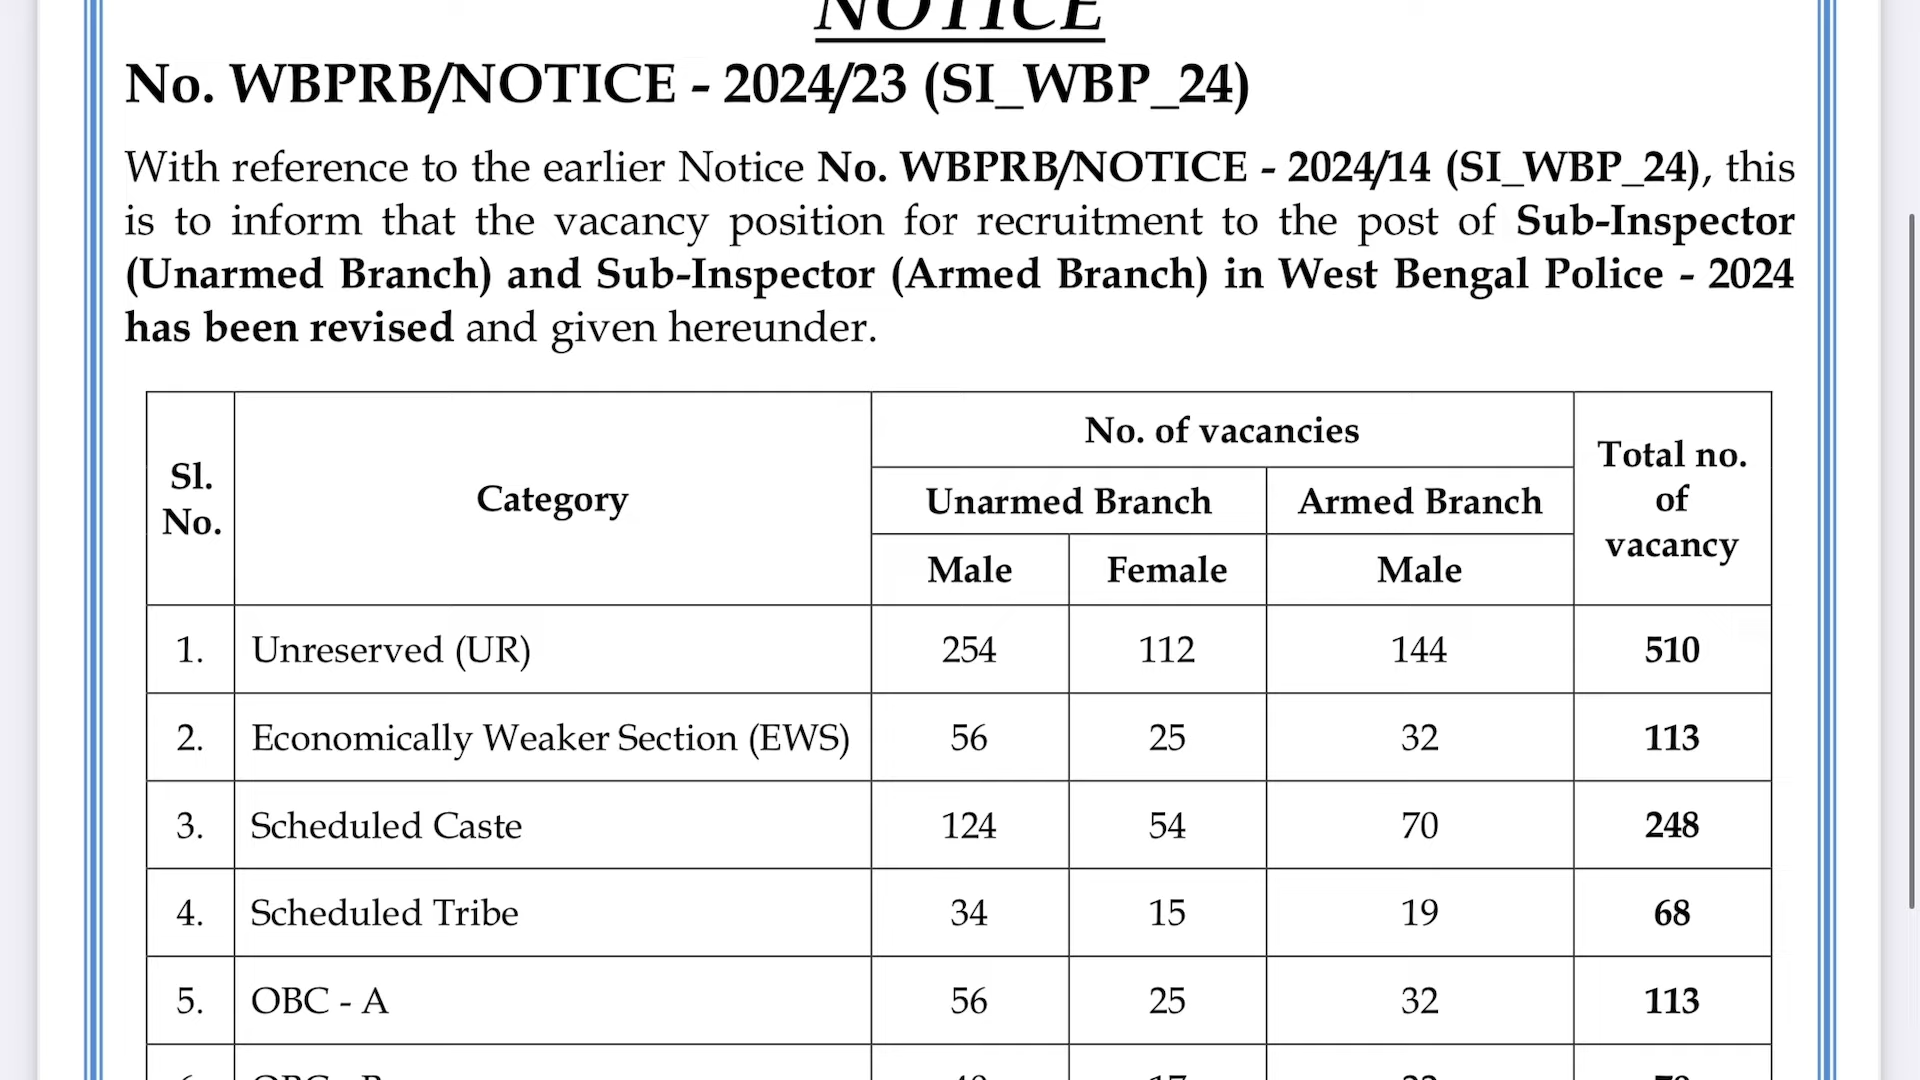 NOTICE
No. WBPRB/NOTICE - 2024/23 (SI_WBP_24)
With reference to the earlier Notice No. WBPRB/NOTICE - 2024/14 (SI_WBP_24), this
is to inform that the vacancy position for recruitment to the post of Sub-Inspector
(Unarmed Branch) and Sub-Inspector (Armed Branch) in West Bengal Police - 2024
has been revised and given hereunder.
Sl. No. Category No. of vacancies Total no. of vacancy
Unarmed Branch Armed Branch
Male Female Male
1. Unreserved (UR) 254 112 144 510
2. Economically Weaker Section (EWS) 56 25 32 113
3. Scheduled Caste 124 54 70 248
4. Scheduled Tribe 34 15 19 68
5. OBC - A 56 25 32 113